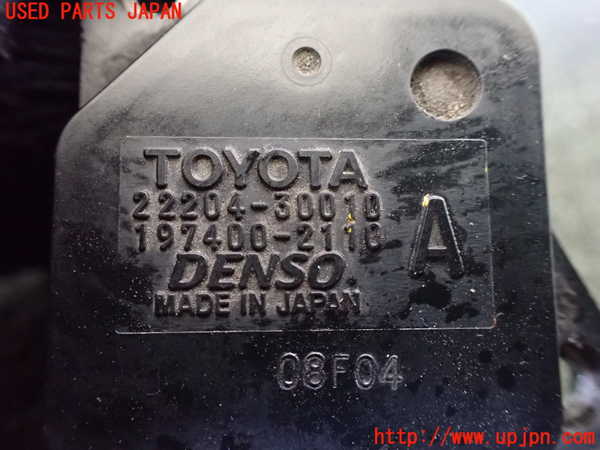 USED PARTS JAPAN
TOYOTA
22204-30010
197400-2110
A
DENSO
MADE IN JAPAN
08F04
http://www.upjpn.com